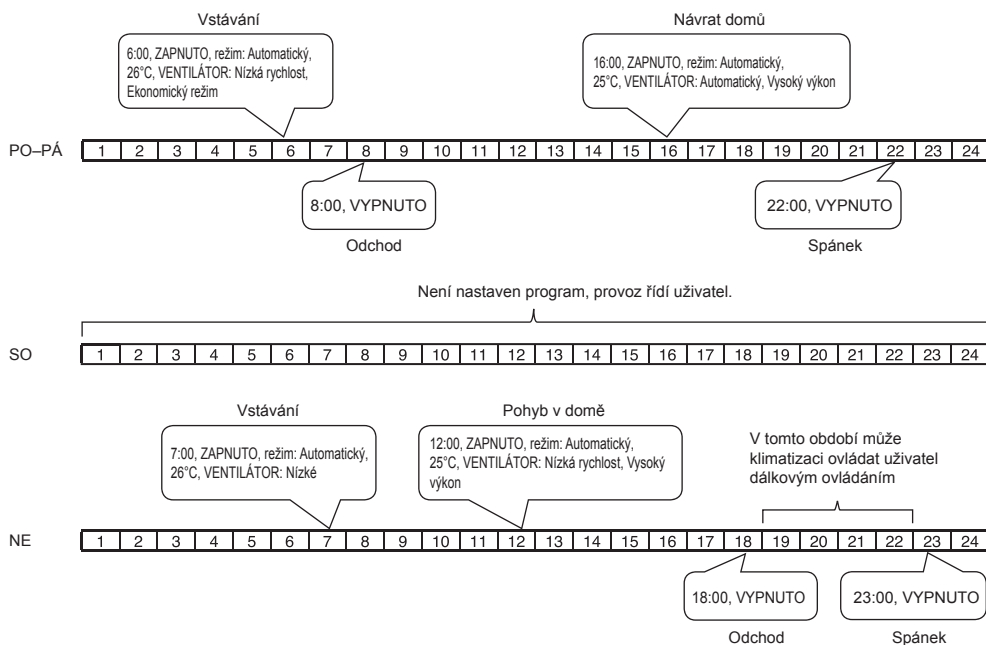 Vstávání
6:00, ZAPNUTO, režim: Automatický,
26°C, VENTILÁTOR: Nízká rychlost,
Ekonomický režim
Návrat domů
16:00, ZAPNUTO, režim: Automatický,
25°C, VENTILÁTOR: Automatický, Vysoký výkon
PO–PÁ 1 2 3 4 5 6 7 8 9 10 11 12 13 14 15 16 17 18 19 20 21 22 23 24
8:00, VYPNUTO
Odchod
22:00, VYPNUTO
Spánek
Není nastaven program, provoz řídí uživatel.
SO 1 2 3 4 5 6 7 8 9 10 11 12 13 14 15 16 17 18 19 20 21 22 23 24
Vstávání
7:00, ZAPNUTO, režim: Automatický,
26°C, VENTILÁTOR: Nízké
Pohyb v domě
12:00, ZAPNUTO, režim: Automatický,
25°C, VENTILÁTOR: Nízká rychlost, Vysoký
výkon
V tomto období může
klimatizaci ovládat uživatel
dálkovým ovládáním
NE 1 2 3 4 5 6 7 8 9 10 11 12 13 14 15 16 17 18 19 20 21 22 23 24
18:00, VYPNUTO
Odchod
23:00, VYPNUTO
Spánek